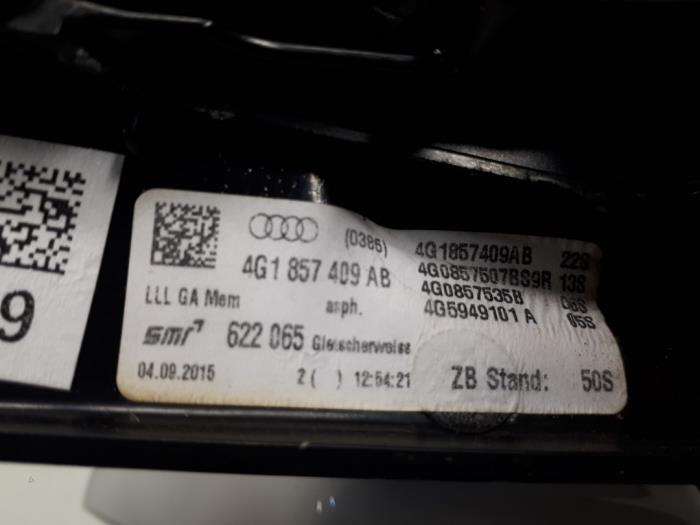 9
(0385)
4G1 857 409 AB
LLL GA Mem asph.
smr 622 065 Gletscherweiss
04.09.2015 2 ( ) 12:54:21
4G1857409AB 22S
4G0857507BS9R 13S
4G0857535B 08S
4G5949101 A 05S
ZB Stand: 50S